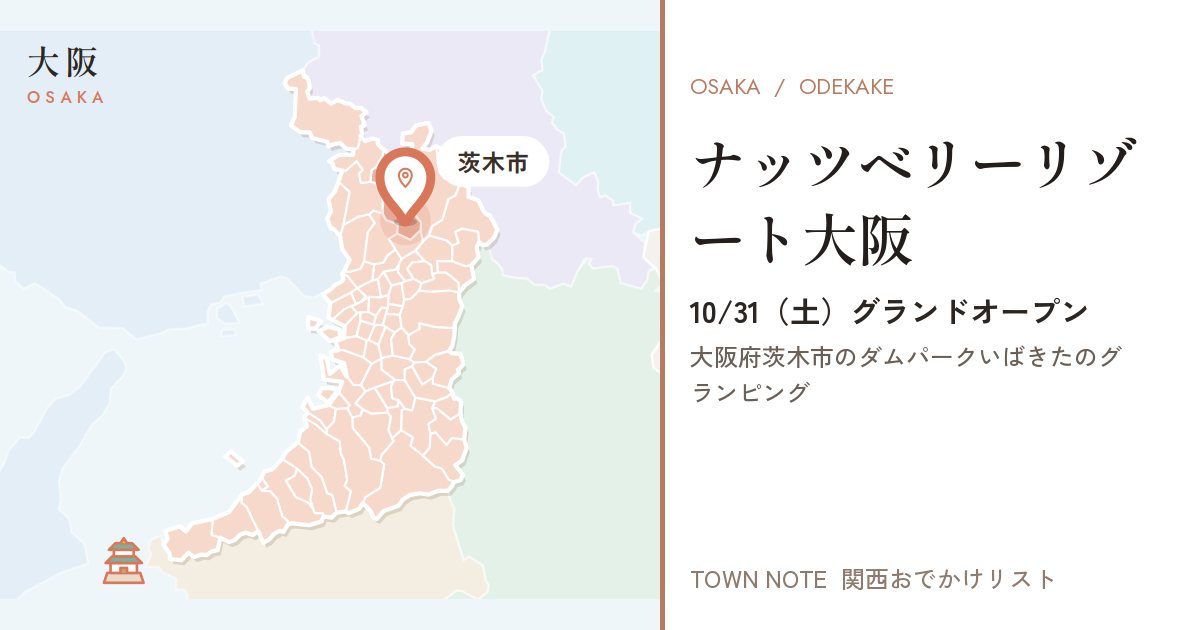 大阪
OSAKA
茨木市
OSAKA / ODEKAKE
ナッツベリーリゾ
ート大阪
10/31（土）グランドオープン
大阪府茨木市のダムパークいばきたのグ
ランピング
TOWN NOTE 関西おでかけリスト